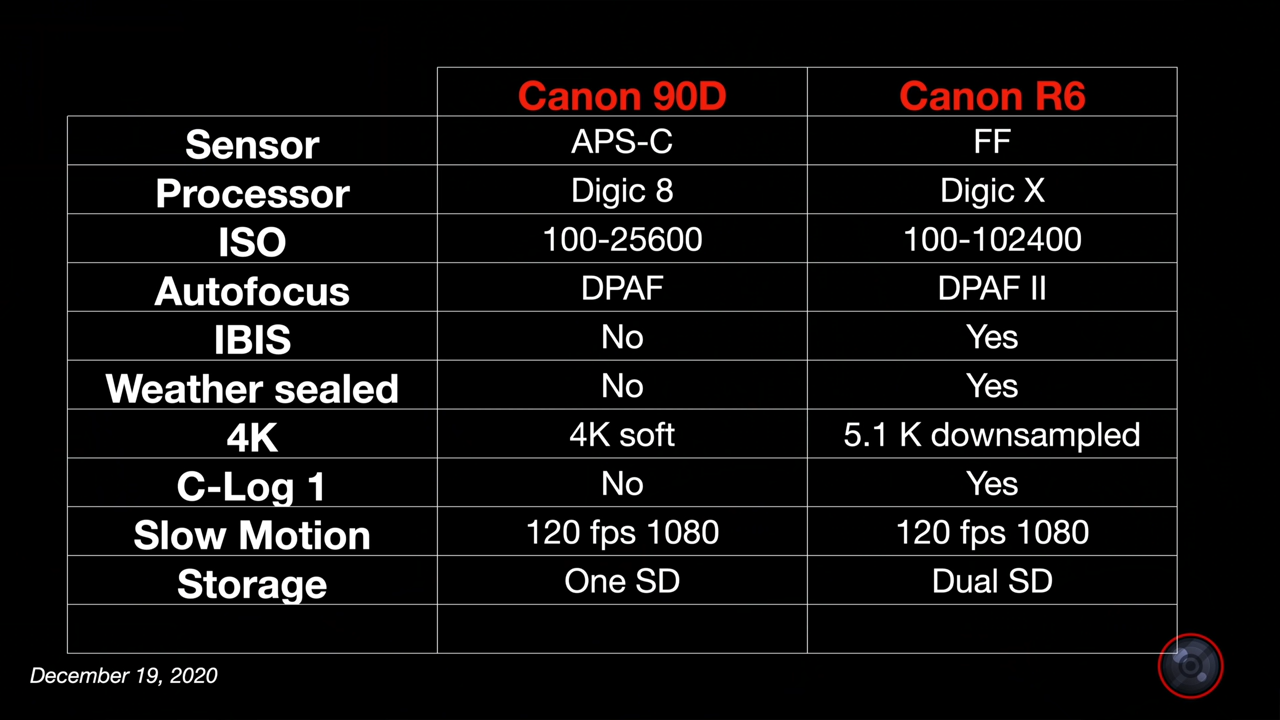 Canon 90D Canon R6
Sensor APS-C FF
Processor Digic 8 Digic X
ISO 100-25600 100-102400
Autofocus DPAF DPAF II
IBIS No Yes
Weather sealed No Yes
4K 4K soft 5.1 K downsampled
C-Log 1 No Yes
Slow Motion 120 fps 1080 120 fps 1080
Storage One SD Dual SD
December 19, 2020